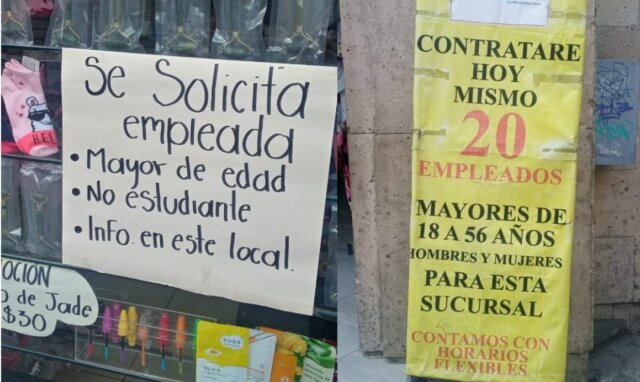 Se Solicita
empleada
• Mayor de edad
• No estudiante
• Info. en este local.
OCION
de Jade
$30
CONTRATARE
HOY
MISMO
20
EMPLEADOS
MAYORES DE
18 A 56 AÑOS
HOMBRES Y MUJERES
PARA ESTA
SUCURSAL
CONTAMOS CON
HORARIOS
FLEXIBLES